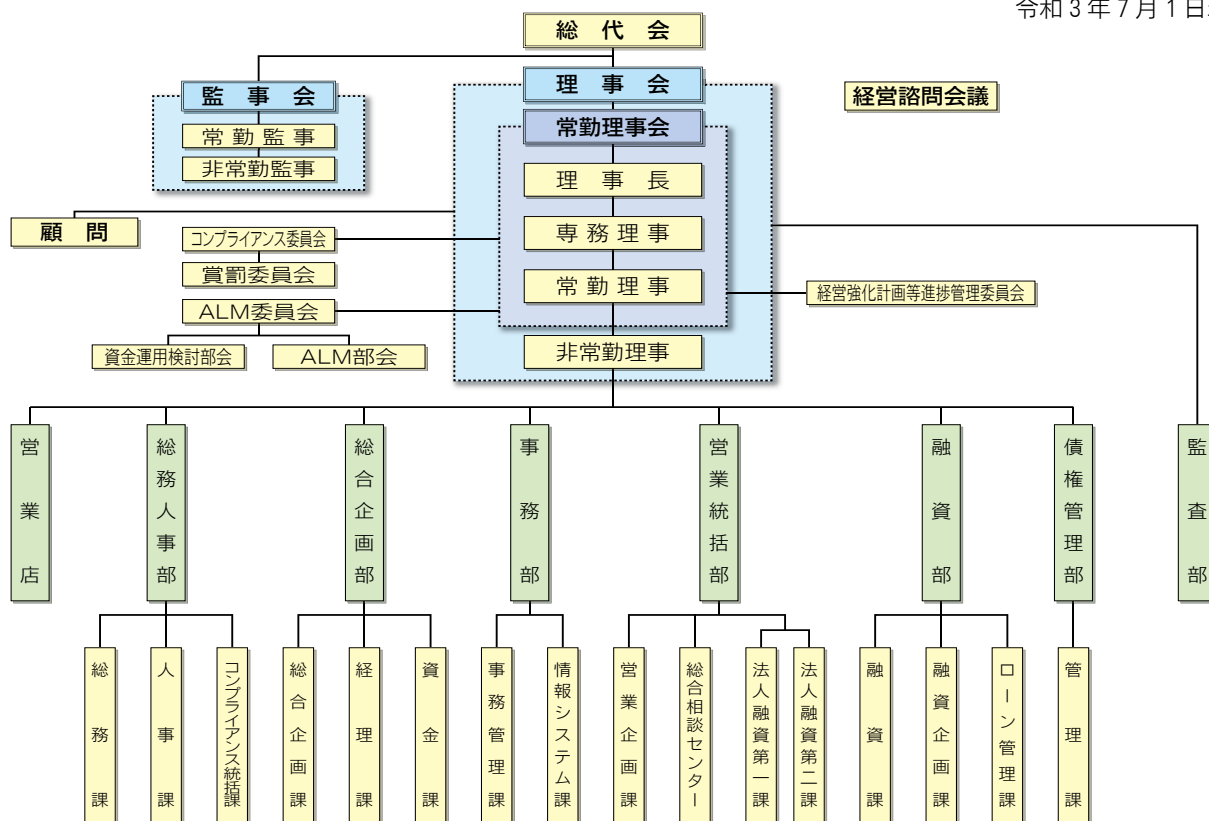 令和3年7月1日
総代会
理事会
監事会
経営諮問会議
常勤理事会
常勤監事
非常勤監事
理事長
顧問
専務理事
コンプライアンス委員会
賞罰委員会
常勤理事
経営強化計画等進捗管理委員会
ALM委員会
資金運用検討部会
ALM部会
非常勤理事
営業店
総務人事部
総合企画部
事務部
営業統括部
融資部
債権管理部
監査部
総務課
人事課
コンプライアンス統括課
総合企画課
経理課
資金課
事務管理課
情報システム課
営業企画課
総合相談センター
法人融資第一課
法人融資第二課
融資課
融資企画課
ローン管理課
管理課